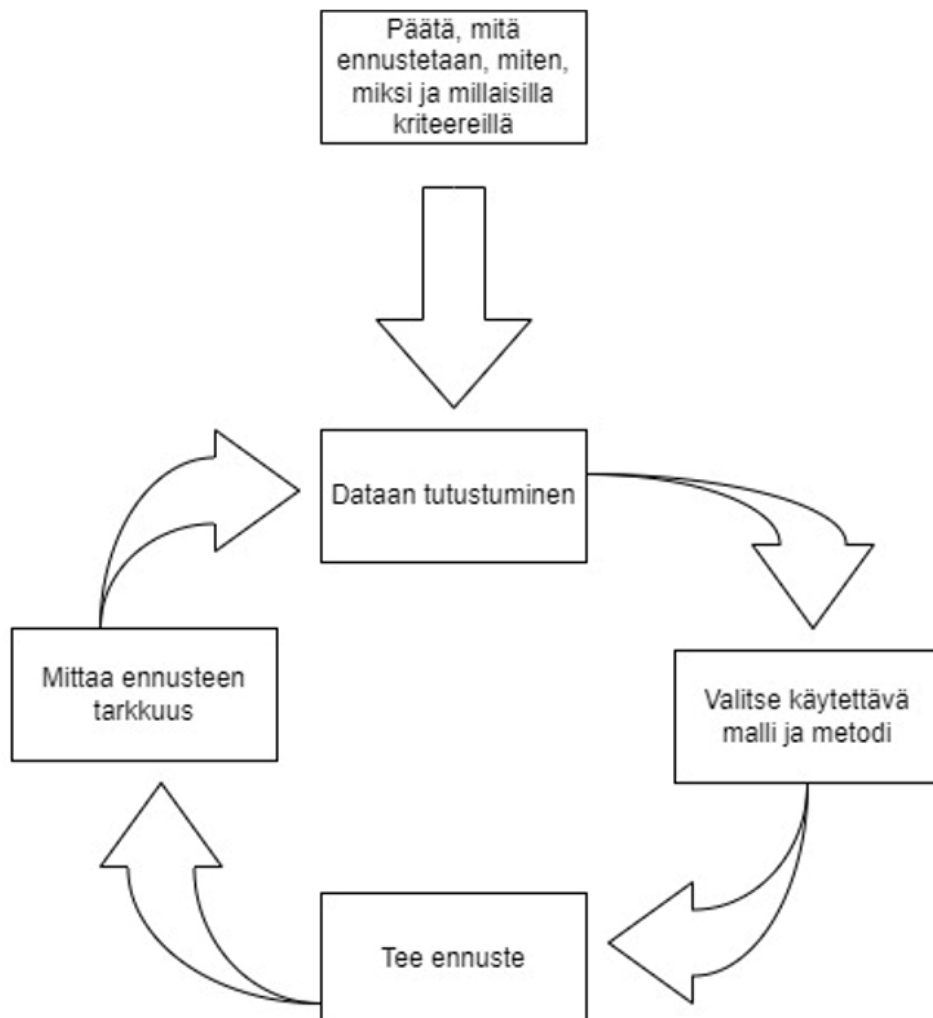 Päätä, mitä
ennustetaan, miten,
miksi ja millaisilla
kriteereillä
Dataan tutustuminen
Mittaa ennusteen
tarkkuus
Valitse käytettävä
malli ja metodi
Tee ennuste